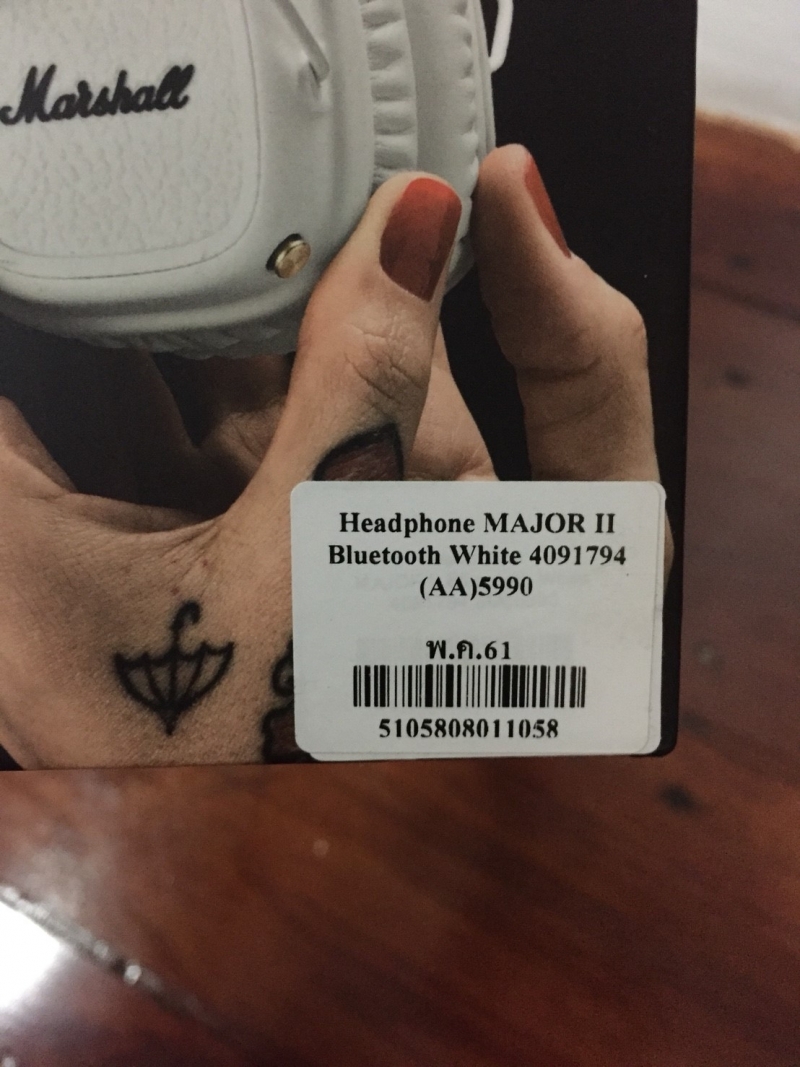 Marshall
Headphone MAJOR II
Bluetooth White 4091794
(AA)5990
พ.ค.61
5105808011058